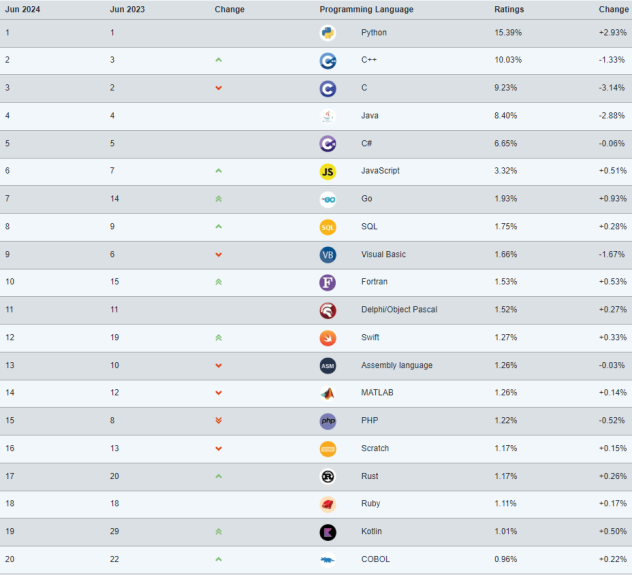 Jun 2024 Jun 2023 Change Programming Language Ratings Change
1 1 Python 15.39% +2.93%
2 3 C++ 10.03% -1.33%
3 2 C 9.23% -3.14%
4 4 Java 8.40% -2.88%
5 5 C# 6.65% -0.06%
6 7 JS JavaScript 3.32% +0.51%
7 14 GO Go 1.93% +0.93%
8 9 SQL SQL 1.75% +0.28%
9 6 VB Visual Basic 1.66% -1.67%
10 15 F Fortran 1.53% +0.53%
11 11 Delphi/Object Pascal 1.52% +0.27%
12 19 Swift 1.27% +0.33%
13 10 ASM Assembly language 1.26% -0.03%
14 12 MATLAB 1.26% +0.14%
15 8 php PHP 1.22% -0.52%
16 13 Scratch 1.17% +0.15%
17 20 R Rust 1.17% +0.26%
18 18 Ruby 1.11% +0.17%
19 29 Kotlin 1.01% +0.50%
20 22 COBOL 0.96% +0.22%